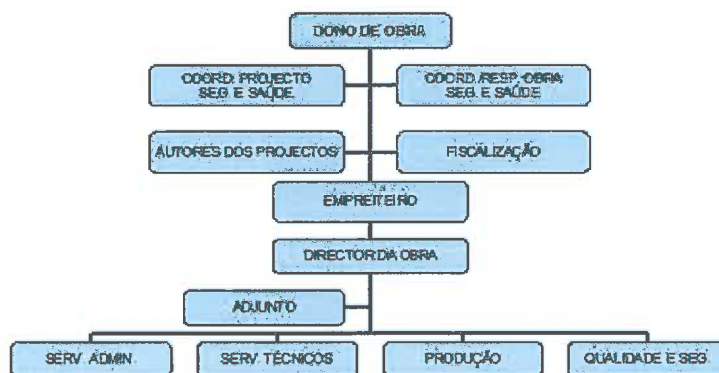 DONO DE OBRA
COORD. PROJECTO
SEG. E SAÚDE
COORD./RESP. OBRA
SEG. E SAÚDE
AUTORES DOS PROJECTOS
FISCALIZAÇÃO
EMPREITEIRO
DIRECTOR DA OBRA
ADJUNTO
SERV. ADMIN.
SERV. TÉCNICOS
PRODUÇÃO
QUALIDADE E SEG.